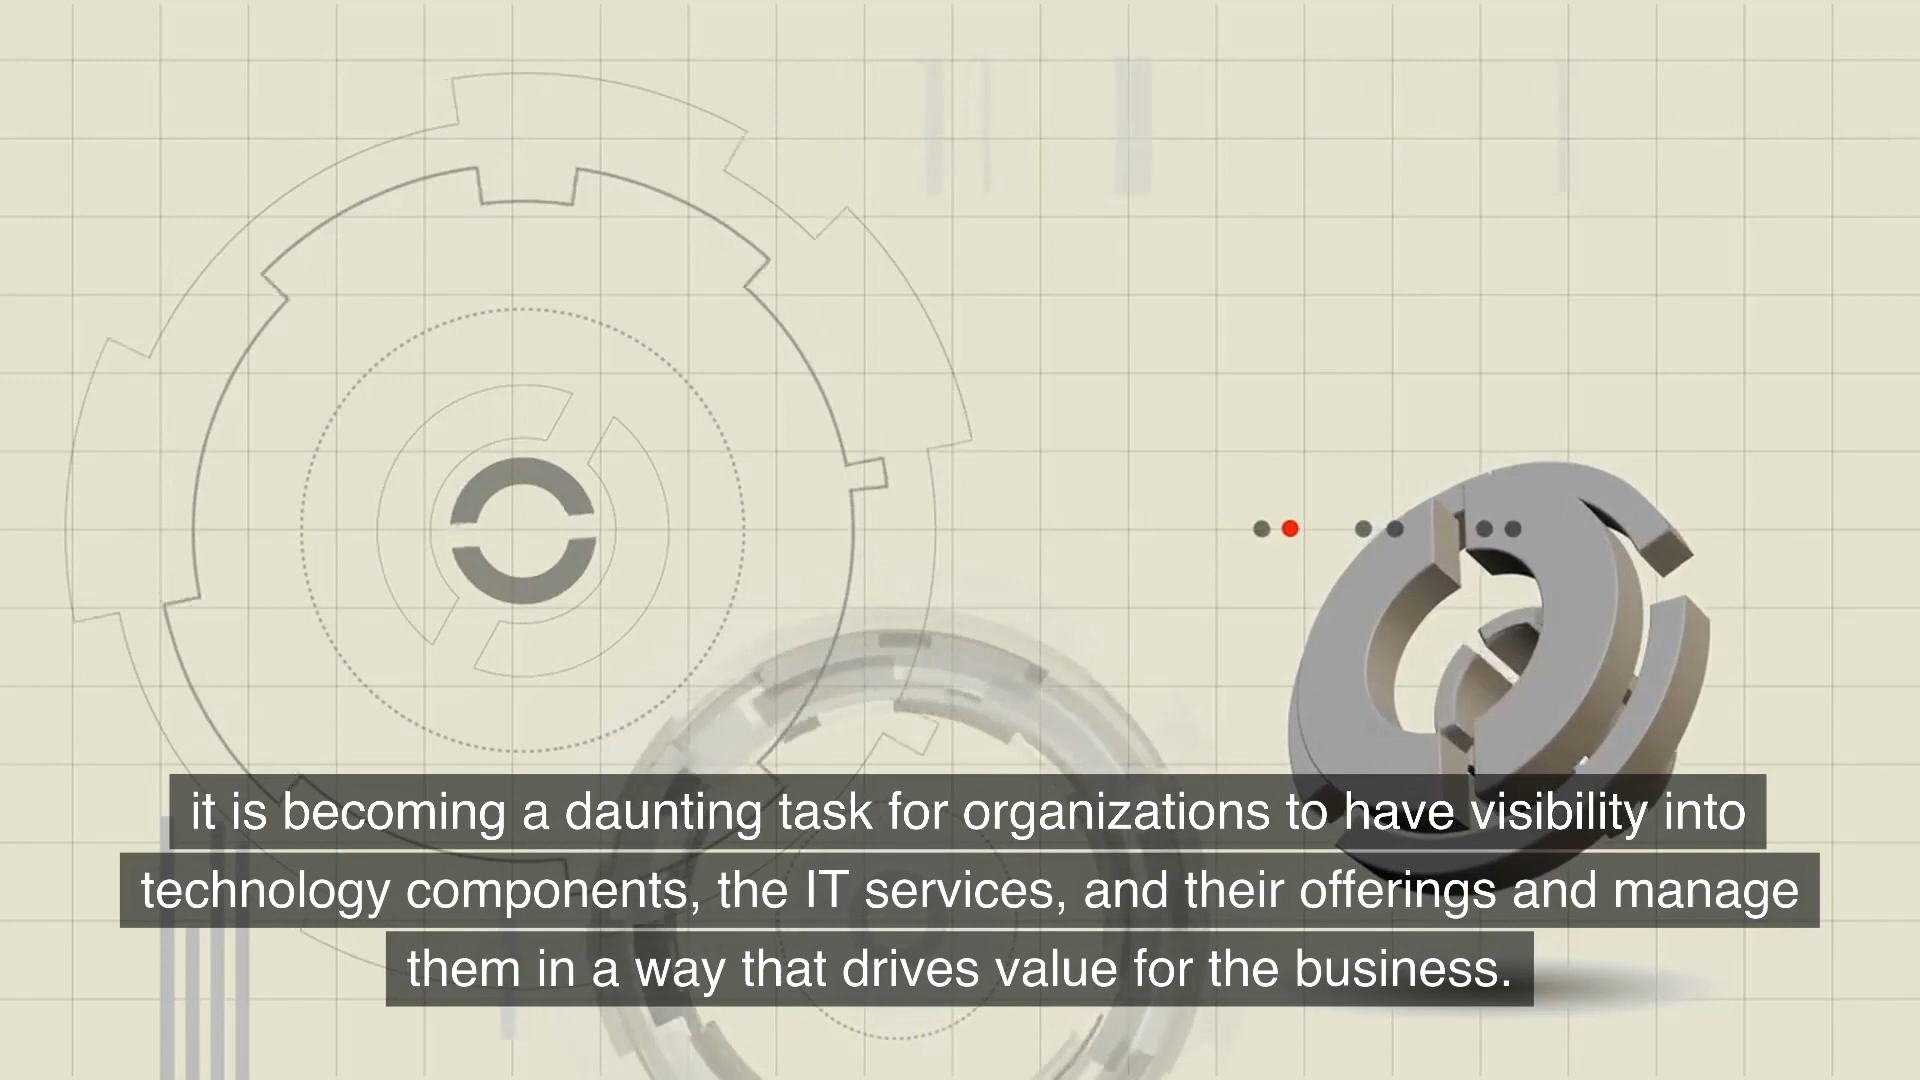 it is becoming a daunting task for organizations to have visibility into
technology components, the IT services, and their offerings and manage
them in a way that drives value for the business.